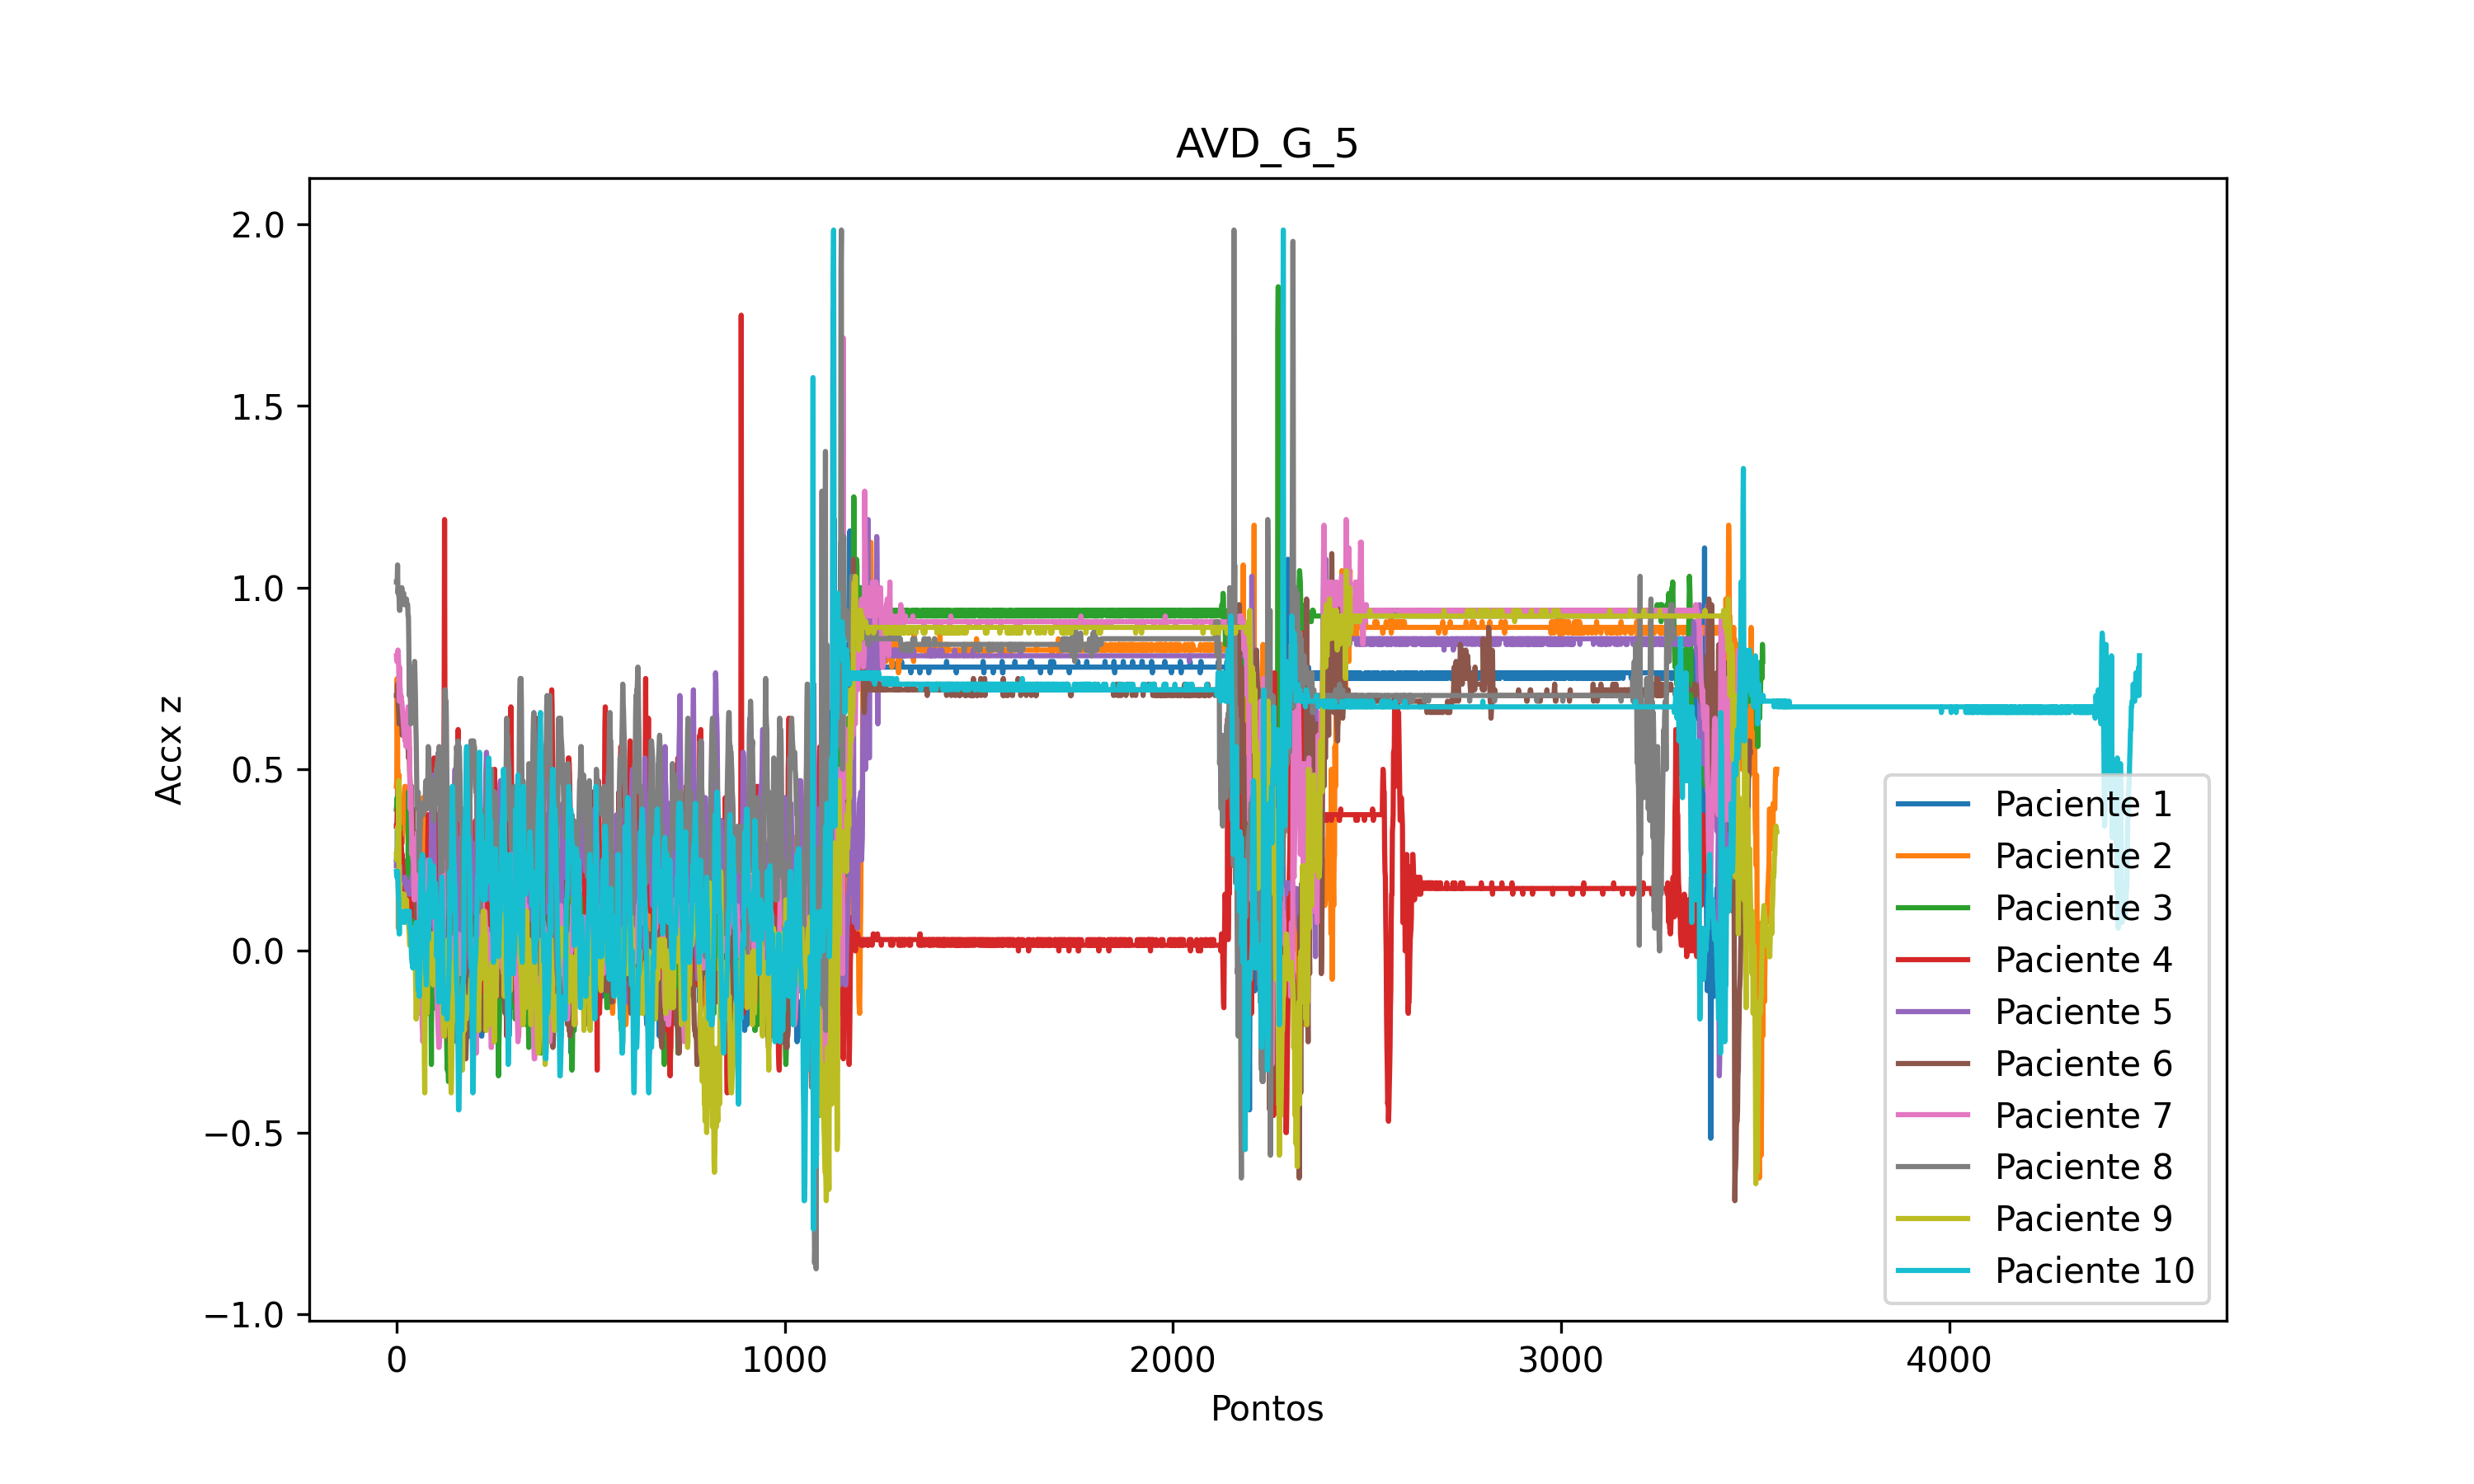 AVD_G_5
2.0
1.5
1.0
0.5
0.0
−0.5
−1.0
Accx z
0 1000 2000 3000 4000
Pontos
Paciente 1
Paciente 2
Paciente 3
Paciente 4
Paciente 5
Paciente 6
Paciente 7
Paciente 8
Paciente 9
Paciente 10